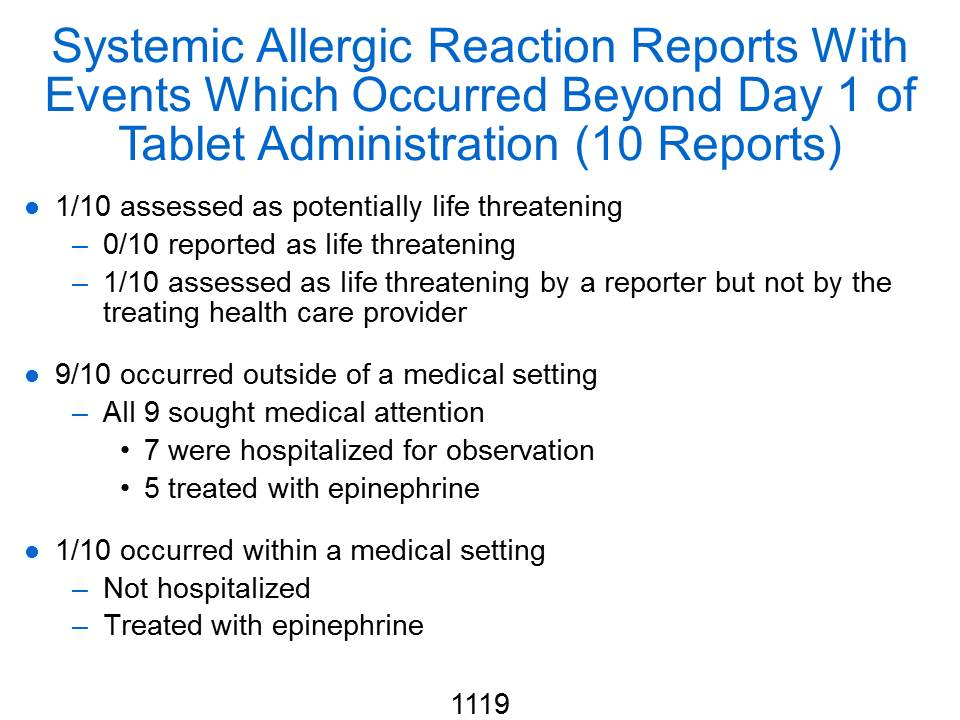 Systemic Allergic Reaction Reports With
Events Which Occurred Beyond Day 1 of
Tablet Administration (10 Reports)
● 1/10 assessed as potentially life threatening
– 0/10 reported as life threatening
– 1/10 assessed as life threatening by a reporter but not by the
treating health care provider
● 9/10 occurred outside of a medical setting
– All 9 sought medical attention
• 7 were hospitalized for observation
• 5 treated with epinephrine
● 1/10 occurred within a medical setting
– Not hospitalized
– Treated with epinephrine
1119